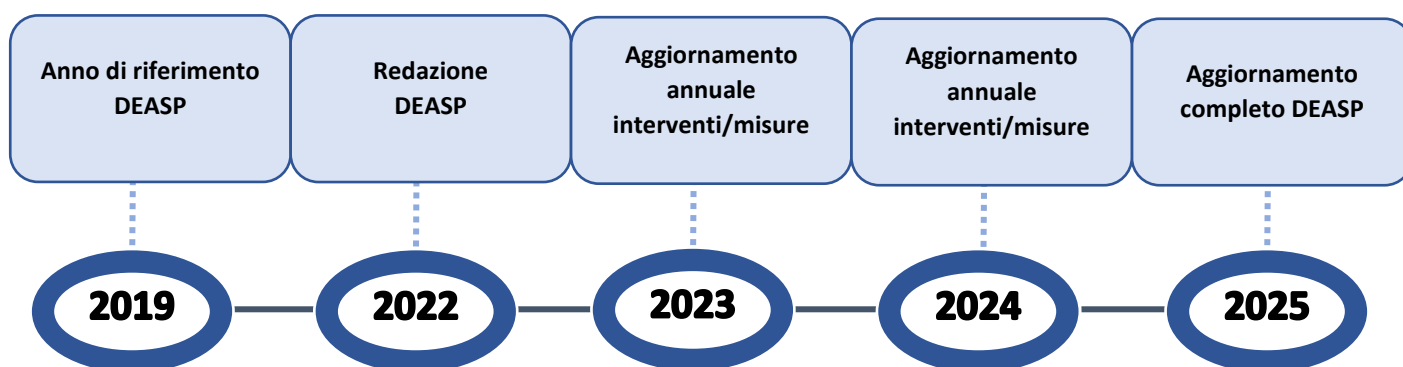 Anno di riferimento
DEASP
Redazione
DEASP
Aggiornamento
annuale
interventi/misure
Aggiornamento
annuale
interventi/misure
Aggiornamento
completo DEASP
2019
2022
2023
2024
2025